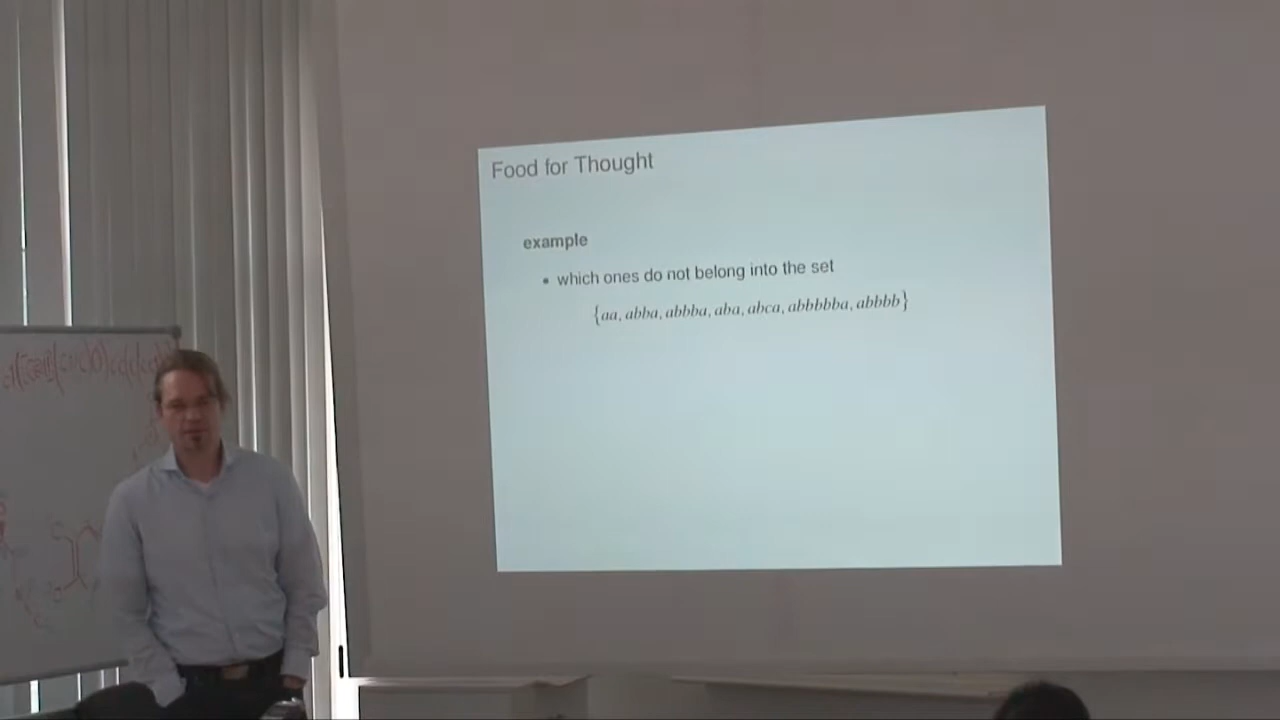 Food for Thought
example
• which ones do not belong into the set
{aa, abba, abbba, aba, abca, abbbbba, abbbb}